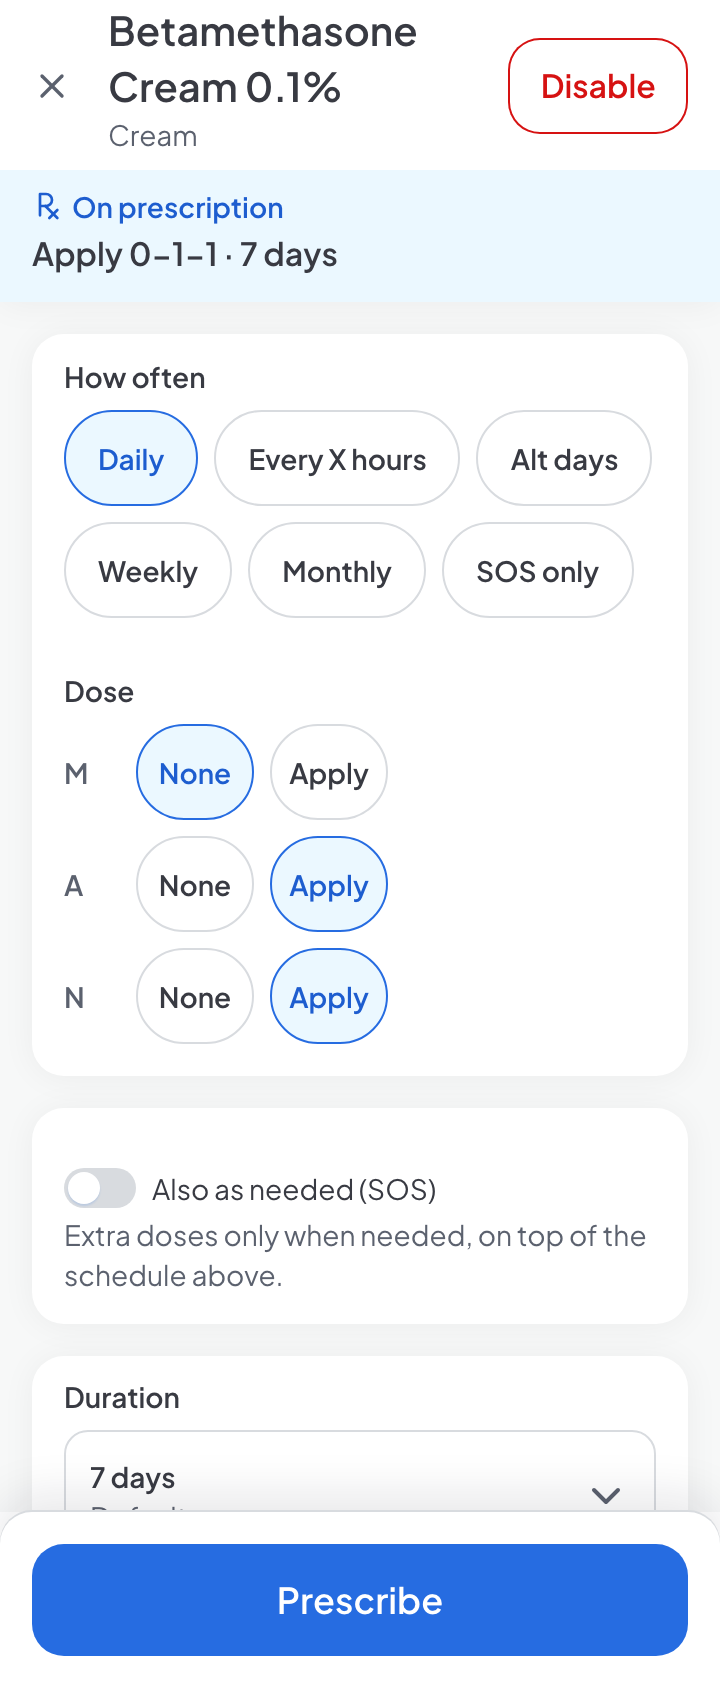 Betamethasone
Cream 0.1%
Cream
Disable
On prescription
Apply 0–1–1 · 7 days
How often
Daily
Every X hours
Alt days
Weekly
Monthly
SOS only
Dose
M
None
Apply
A
None
Apply
N
None
Apply
Also as needed (SOS)
Extra doses only when needed, on top of the
schedule above.
Duration
7 days
Prescribe